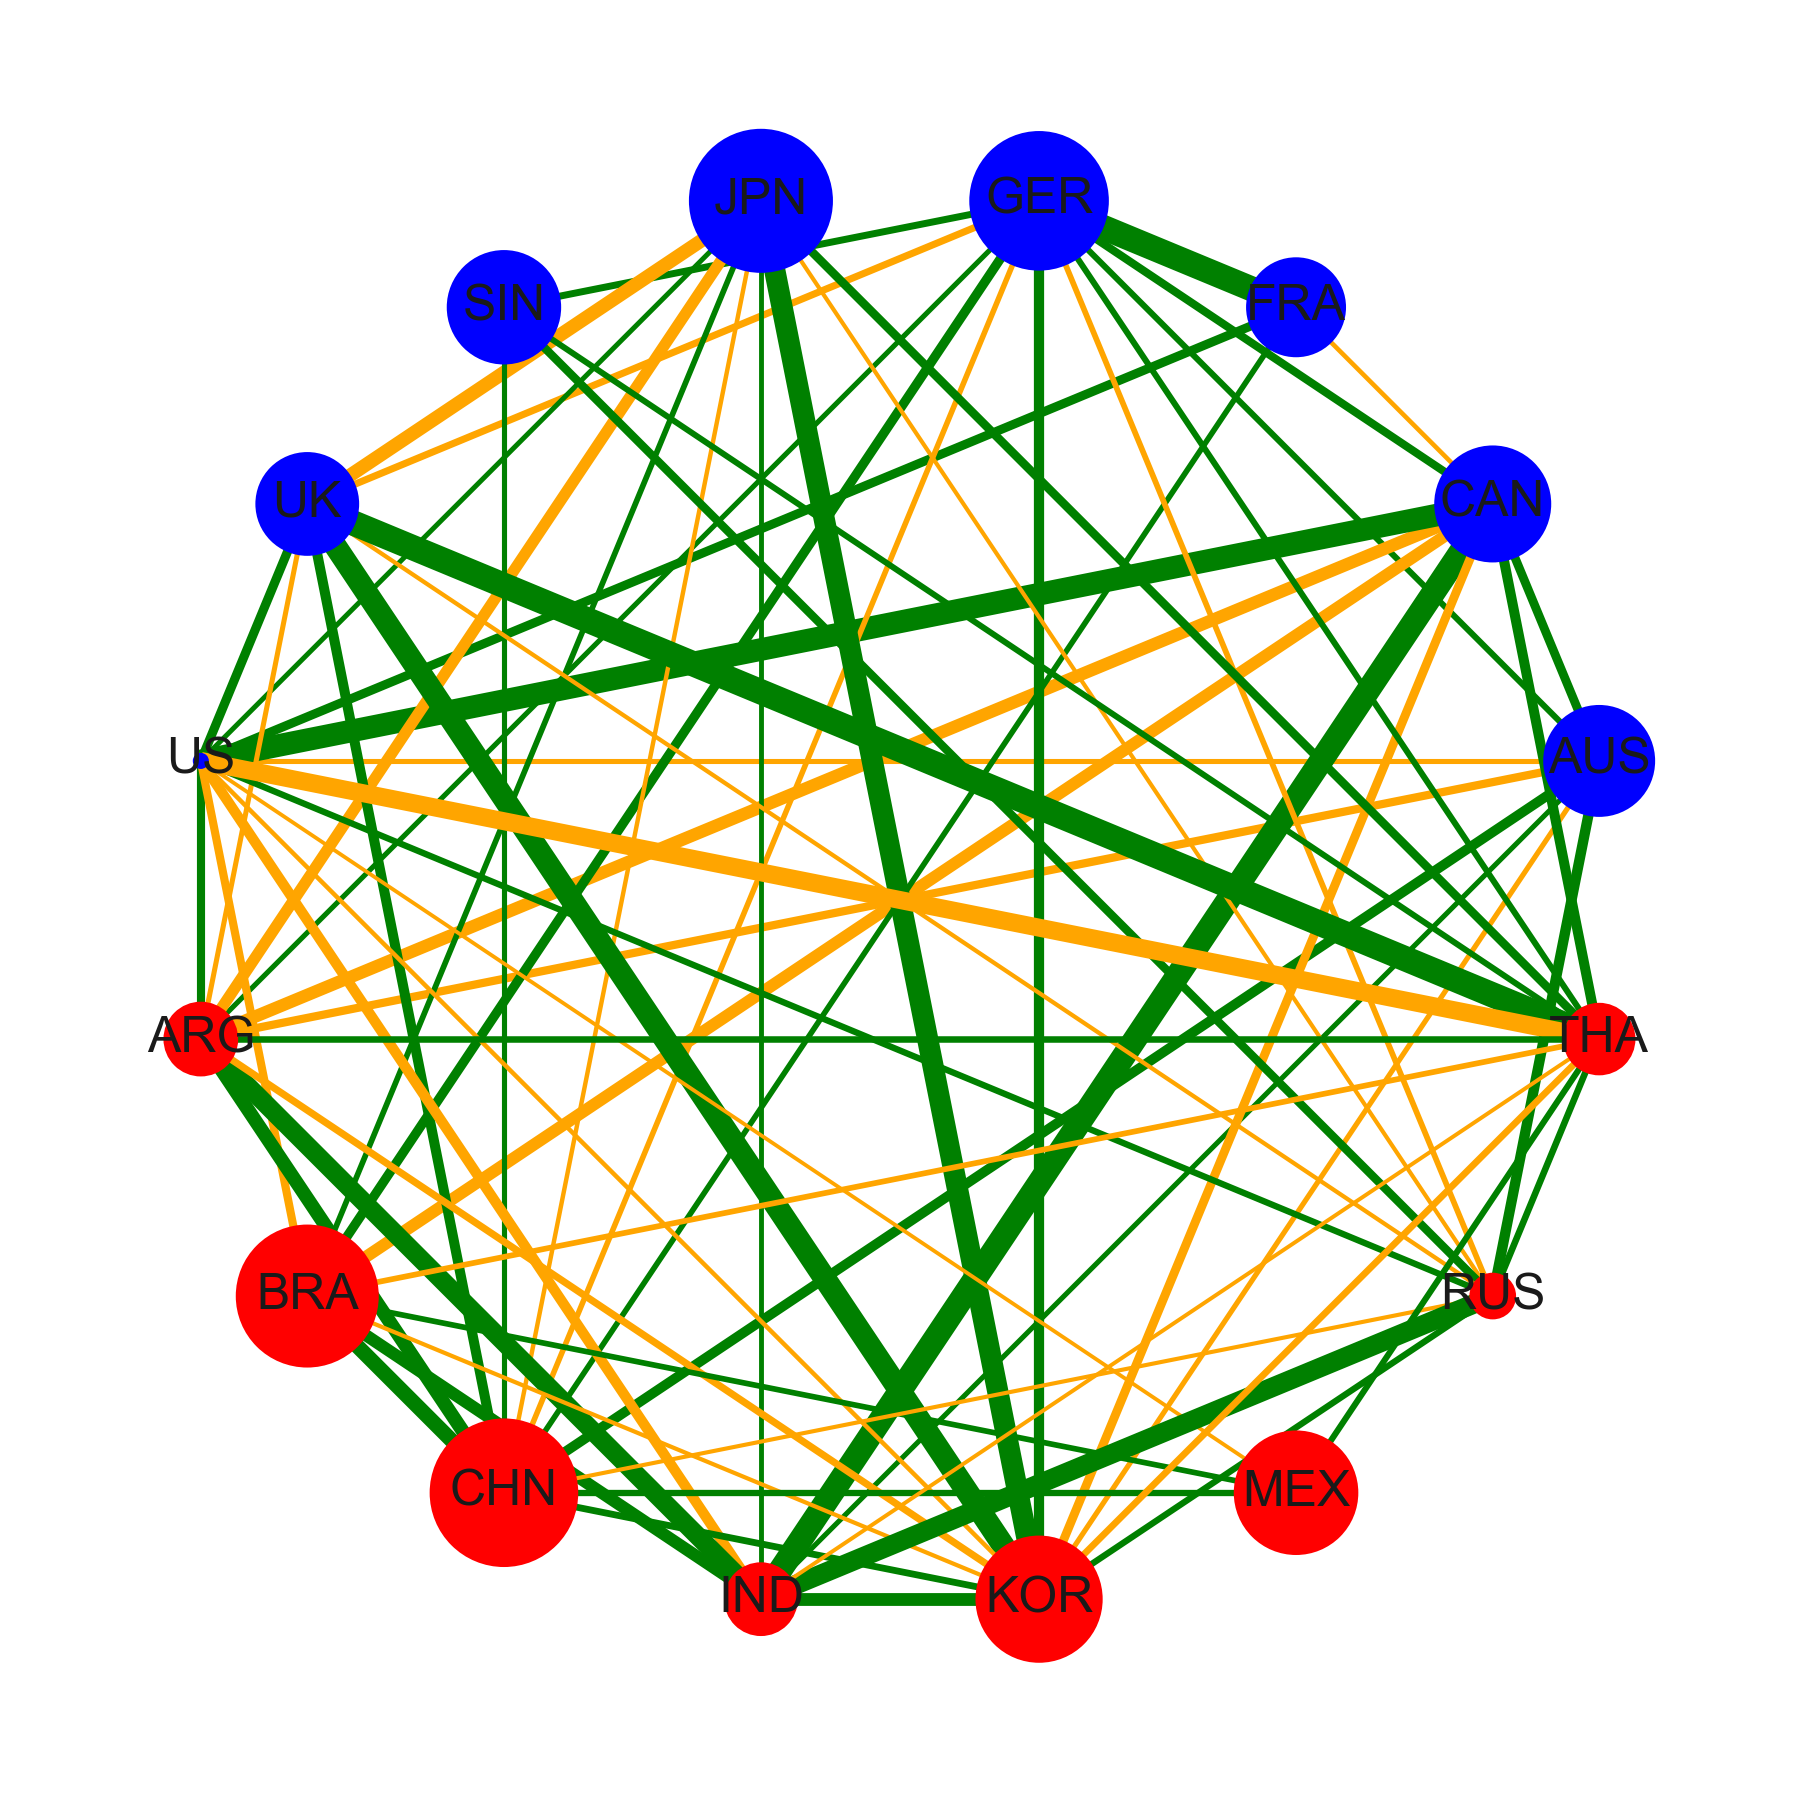 JPN
GER
SIN
FRA
UK
CAN
US
AUS
ARG
THA
BRA
RUS
CHN
MEX
IND
KOR